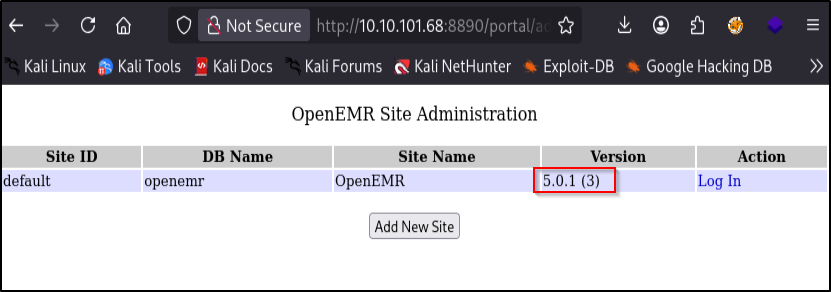 Not Secure http://10.10.101.68:8890/portal/ad
Kali Linux Kali Tools Kali Docs Kali Forums Kali NetHunter Exploit-DB Google Hacking DB
OpenEMR Site Administration
Site ID DB Name Site Name Version Action
default openemr OpenEMR 5.0.1 (3) Log In
Add New Site